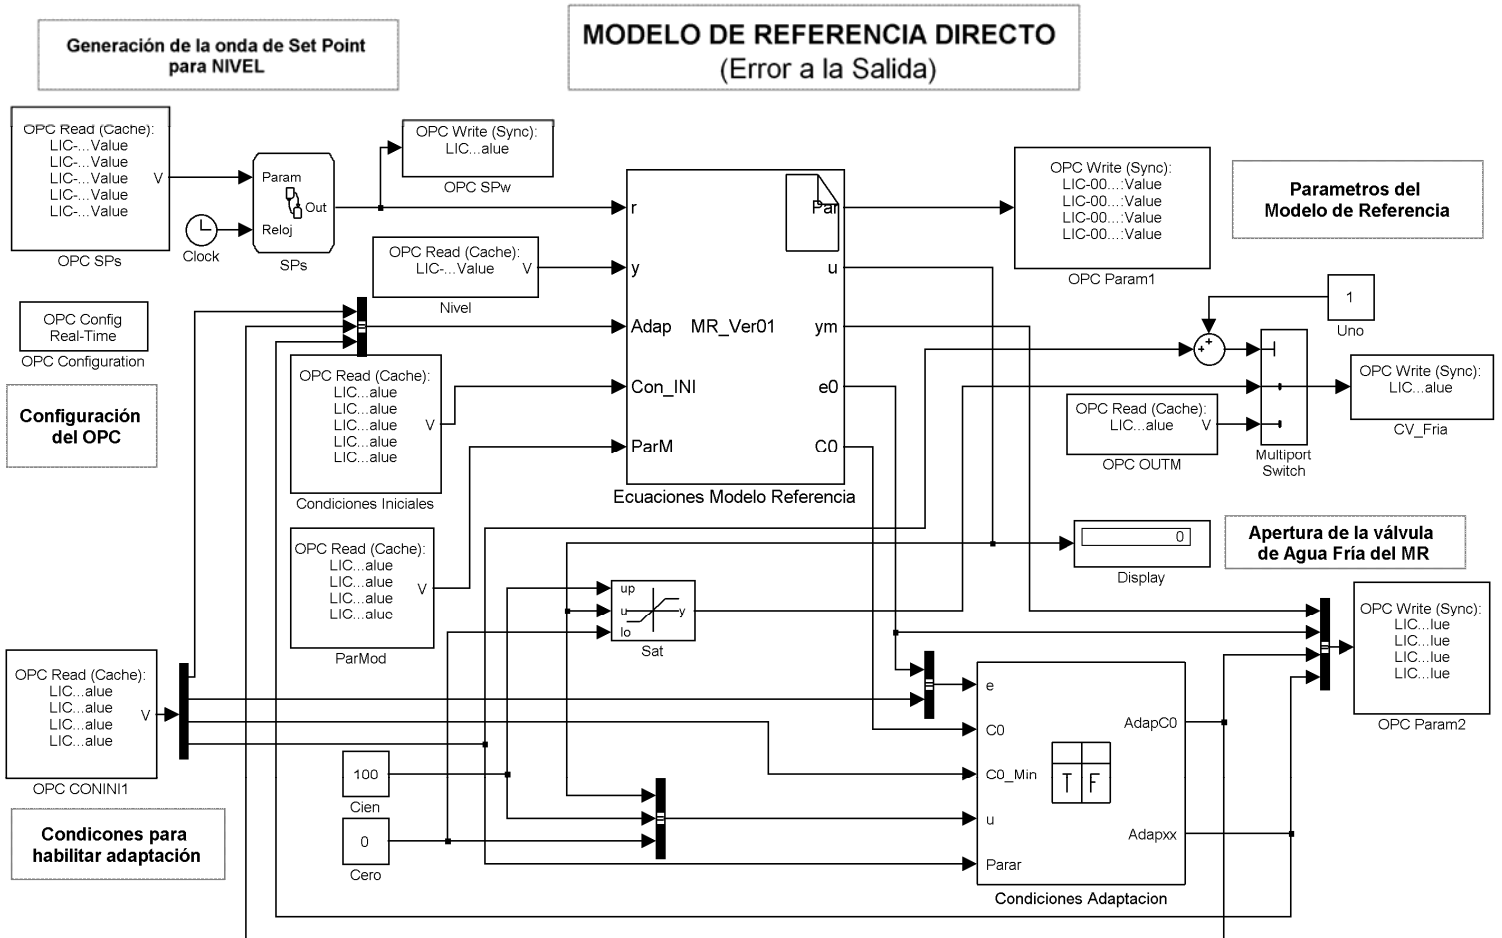 Generación de la onda de Set Point
para NIVEL
MODELO DE REFERENCIA DIRECTO
(Error a la Salida)
OPC Read (Cache):
LIC-...Value
LIC-...Value
LIC-...Value
LIC-...Value
LIC-...Value
V
OPC SPs
Clock
Param
Out
Reloj
SPs
OPC Write (Sync):
LIC...alue
OPC SPw
OPC Read (Cache):
LIC-...Value
V
Nivel
OPC Config
Real-Time
OPC Configuration
Configuración
del OPC
OPC Read (Cache):
LIC...alue
LIC...alue
LIC...alue
LIC...alue
LIC...alue
V
Condiciones Iniciales
OPC Read (Cache):
LIC...alue
LIC...alue
LIC...alue
LIC...aluc
V
ParMod
r
y
Adap
Con_INI
ParM
MR_Ver01
Par
u
ym
e0
C0
Ecuaciones Modelo Referencia
OPC Write (Sync):
LIC-00...:Value
LIC-00...:Value
LIC-00...:Value
LIC-00...:Value
OPC Param1
Parametros del
Modelo de Referencia
1
Uno
OPC Read (Cache):
LIC...alue
V
OPC OUTM
Multiport
Switch
OPC Write (Sync):
LIC...alue
CV_Fria
0
Display
Apertura de la válvula
de Agua Fría del MR
up
u
lo
y
Sat
OPC Write (Sync):
LIC...lue
LIC...lue
LIC...lue
LIC...lue
OPC Param2
OPC Read (Cache):
LIC...alue
LIC...alue
LIC...alue
LIC...alue
V
OPC CONINI1
Condicones para
habilitar adaptación
100
Cien
0
Cero
e
C0
C0_Min
u
Parar
T F
AdapC0
Adapxx
Condiciones Adaptacion